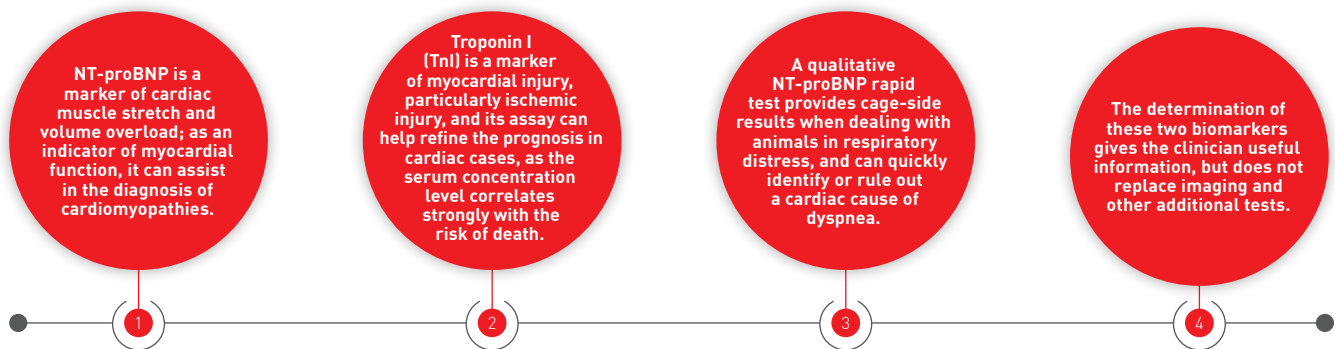 NT-proBNP is a
marker of cardiac
muscle stretch and
volume overload; as an
indicator of myocardial
function, it can assist
in the diagnosis of
cardiomyopathies.
Troponin I
(TnI) is a marker
of myocardial injury,
particularly ischemic
injury, and its assay can
help refine the prognosis in
cardiac cases, as the
serum concentration
level correlates
strongly with the
risk of death.
A qualitative
NT-proBNP rapid
test provides cage-side
results when dealing with
animals in respiratory
distress, and can quickly
identify or rule out
a cardiac cause of
dyspnea.
The determination of
these two biomarkers
gives the clinician useful
information, but does not
replace imaging and
other additional tests.
1
2
3
4